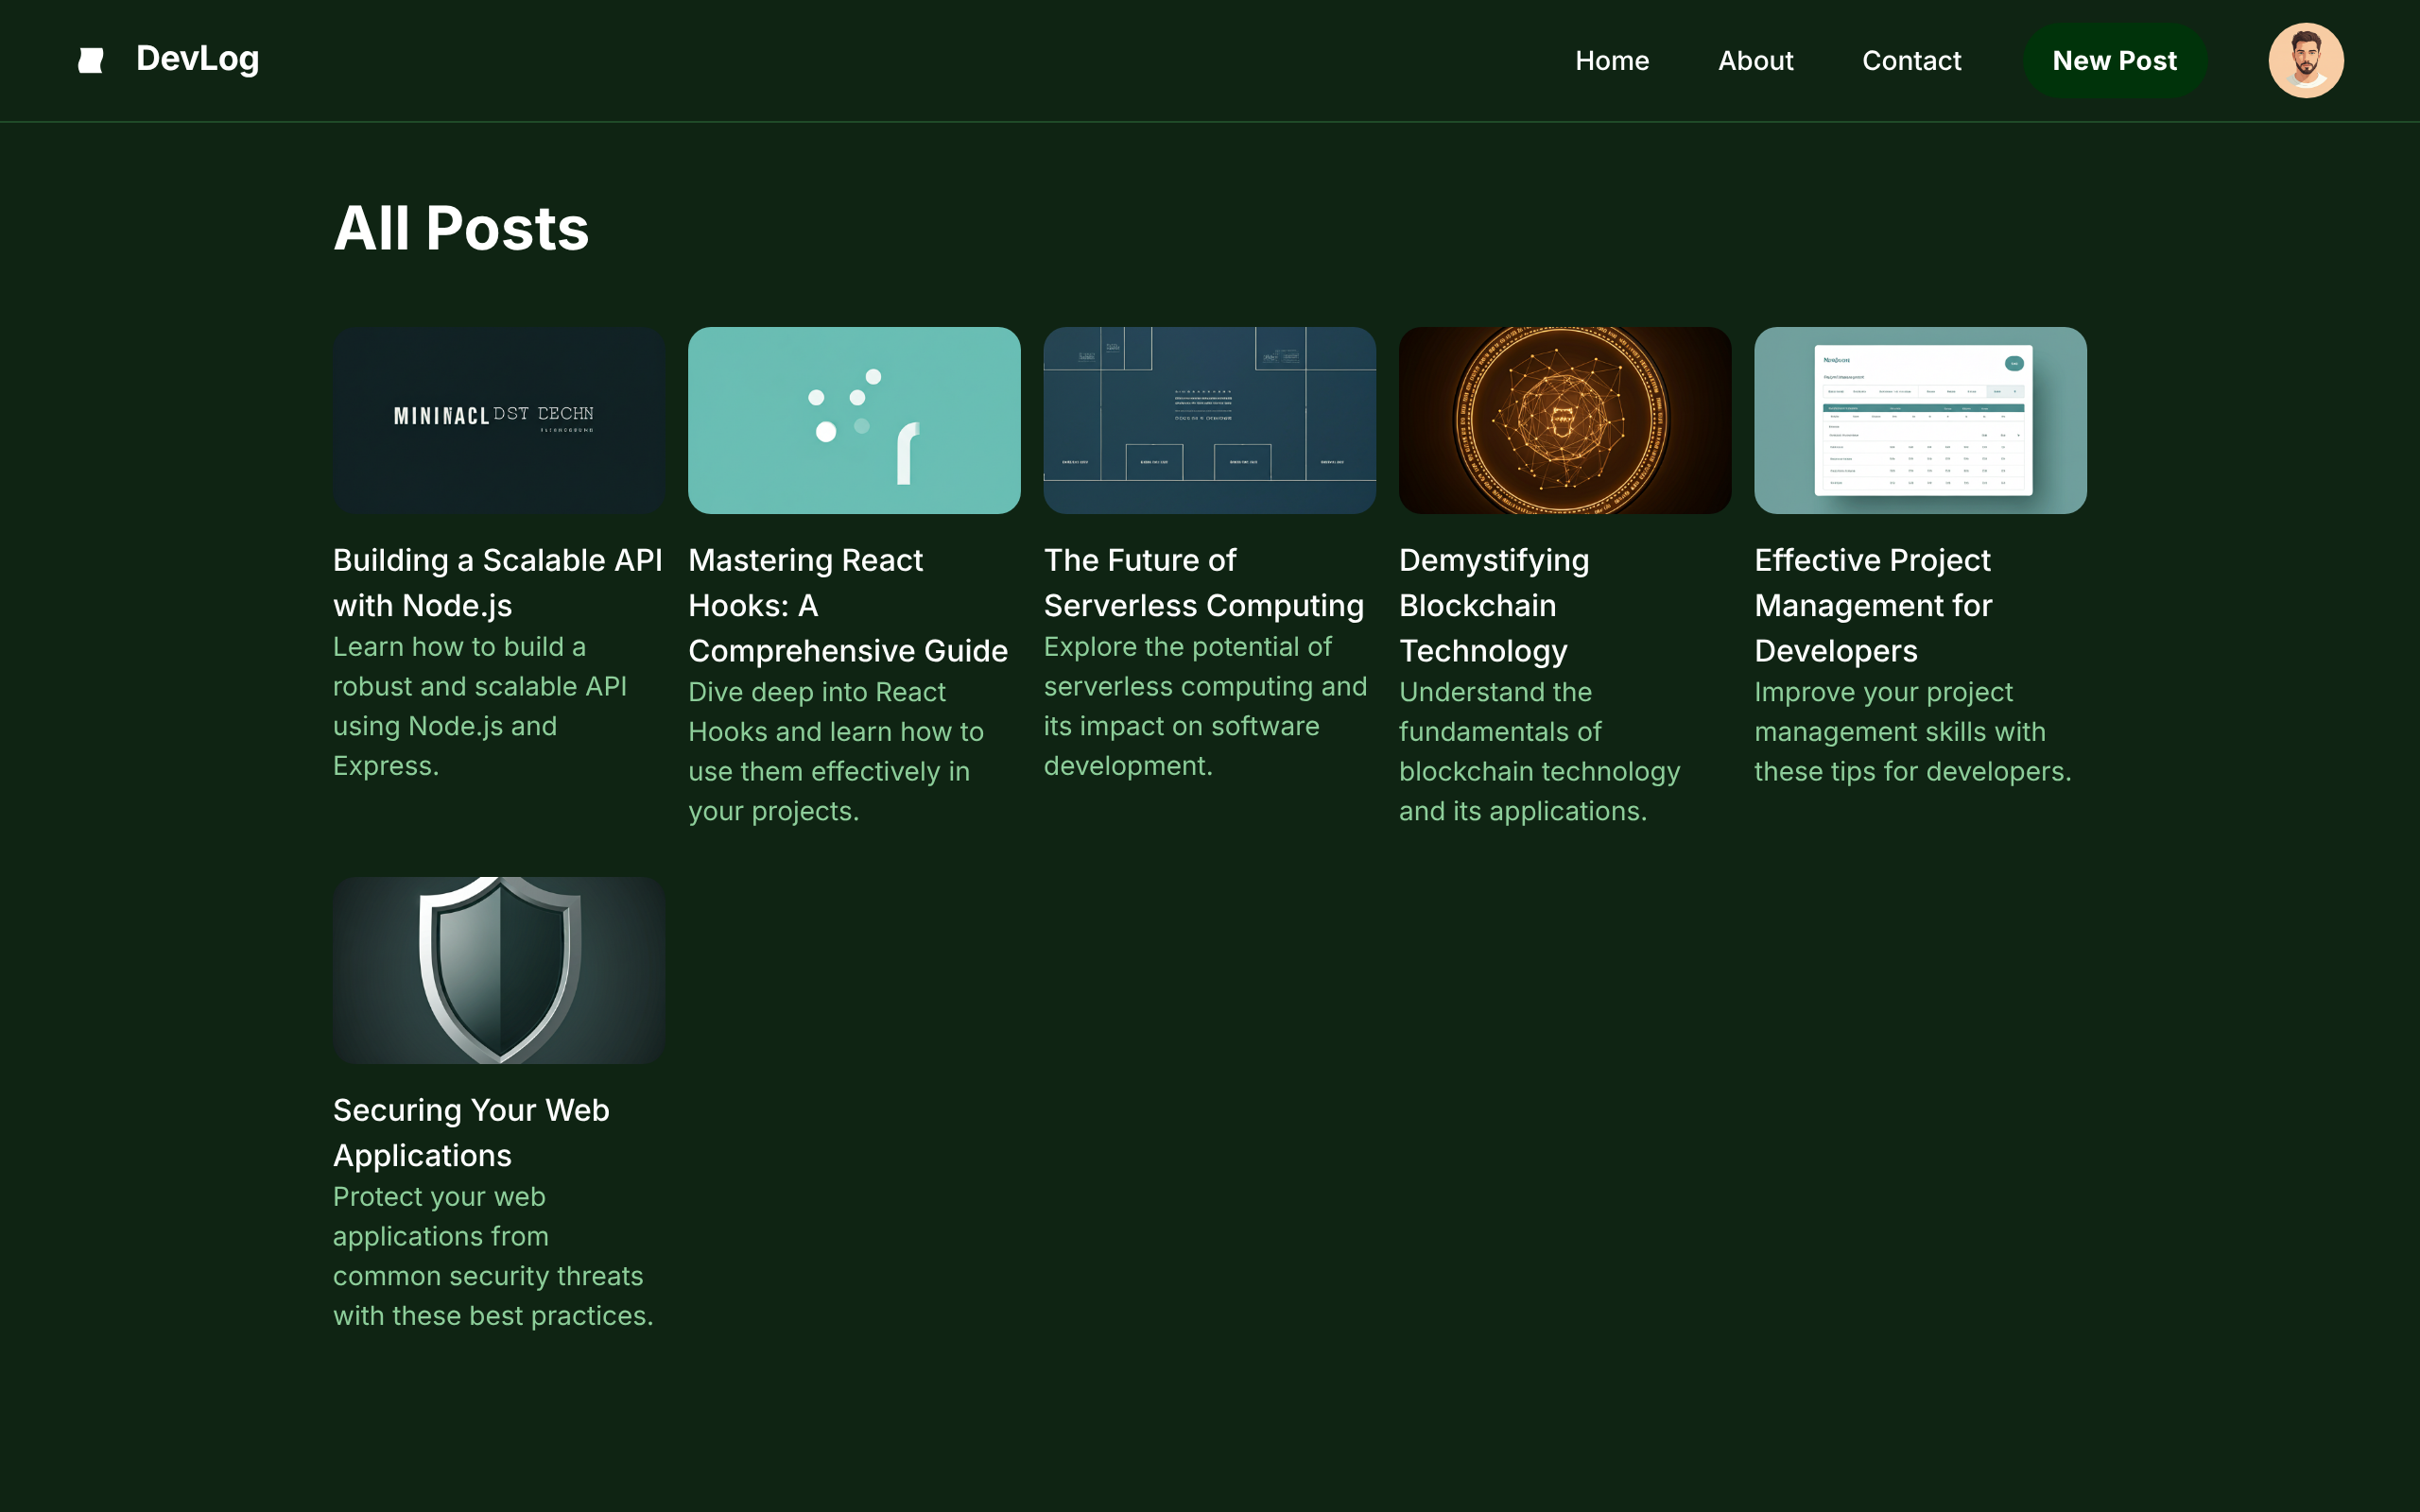 DevLog
Home
About
Contact
New Post
All Posts
MININACL DST DECHN
Building a Scalable API
with Node.js
Learn how to build a
robust and scalable API
using Node.js and
Express.
Mastering React
Hooks: A
Comprehensive Guide
Dive deep into React
Hooks and learn how to
use them effectively in
your projects.
The Future of
Serverless Computing
Explore the potential of
serverless computing and
its impact on software
development.
Demystifying
Blockchain
Technology
Understand the
fundamentals of
blockchain technology
and its applications.
Effective Project
Management for
Developers
Improve your project
management skills with
these tips for developers.
Securing Your Web
Applications
Protect your web
applications from
common security threats
with these best practices.